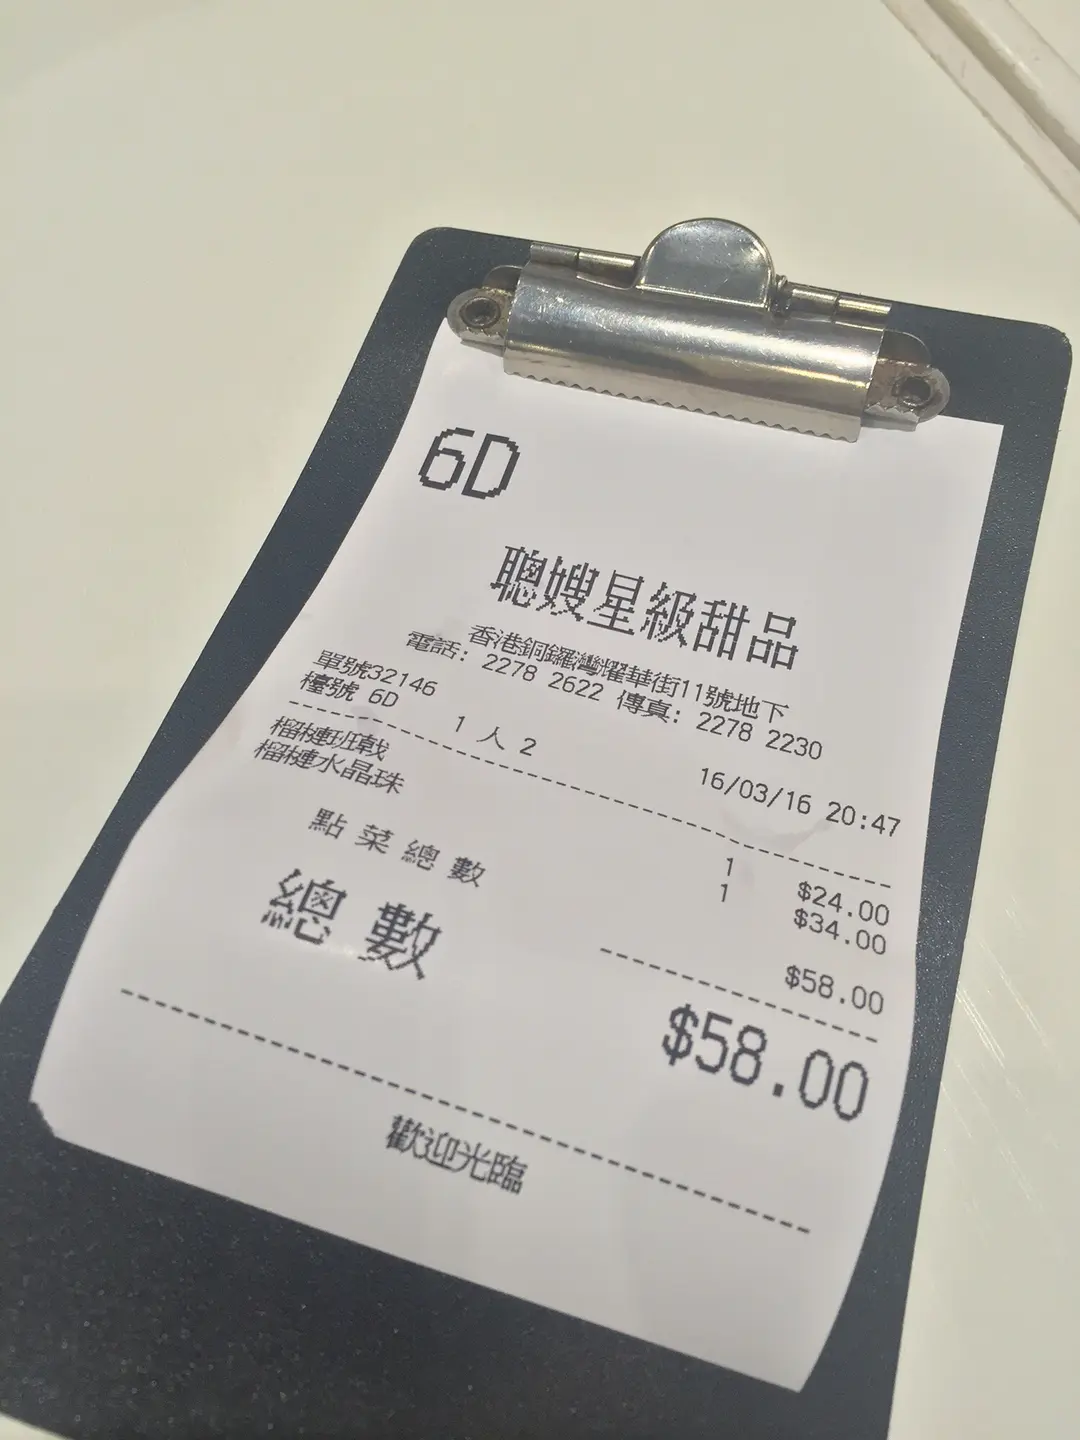 6D
聰嫂星級甜品
香港銅鑼灣耀華街11號地下
電話: 2278 2622 傳真: 2278 2230
單號32146
檯號 6D 1 人 2 16/03/16 20:47
榴槤班戟 1 $24.00
榴槤水晶珠 1 $34.00
點菜總數 $58.00
總數 $58.00
歡迎光臨